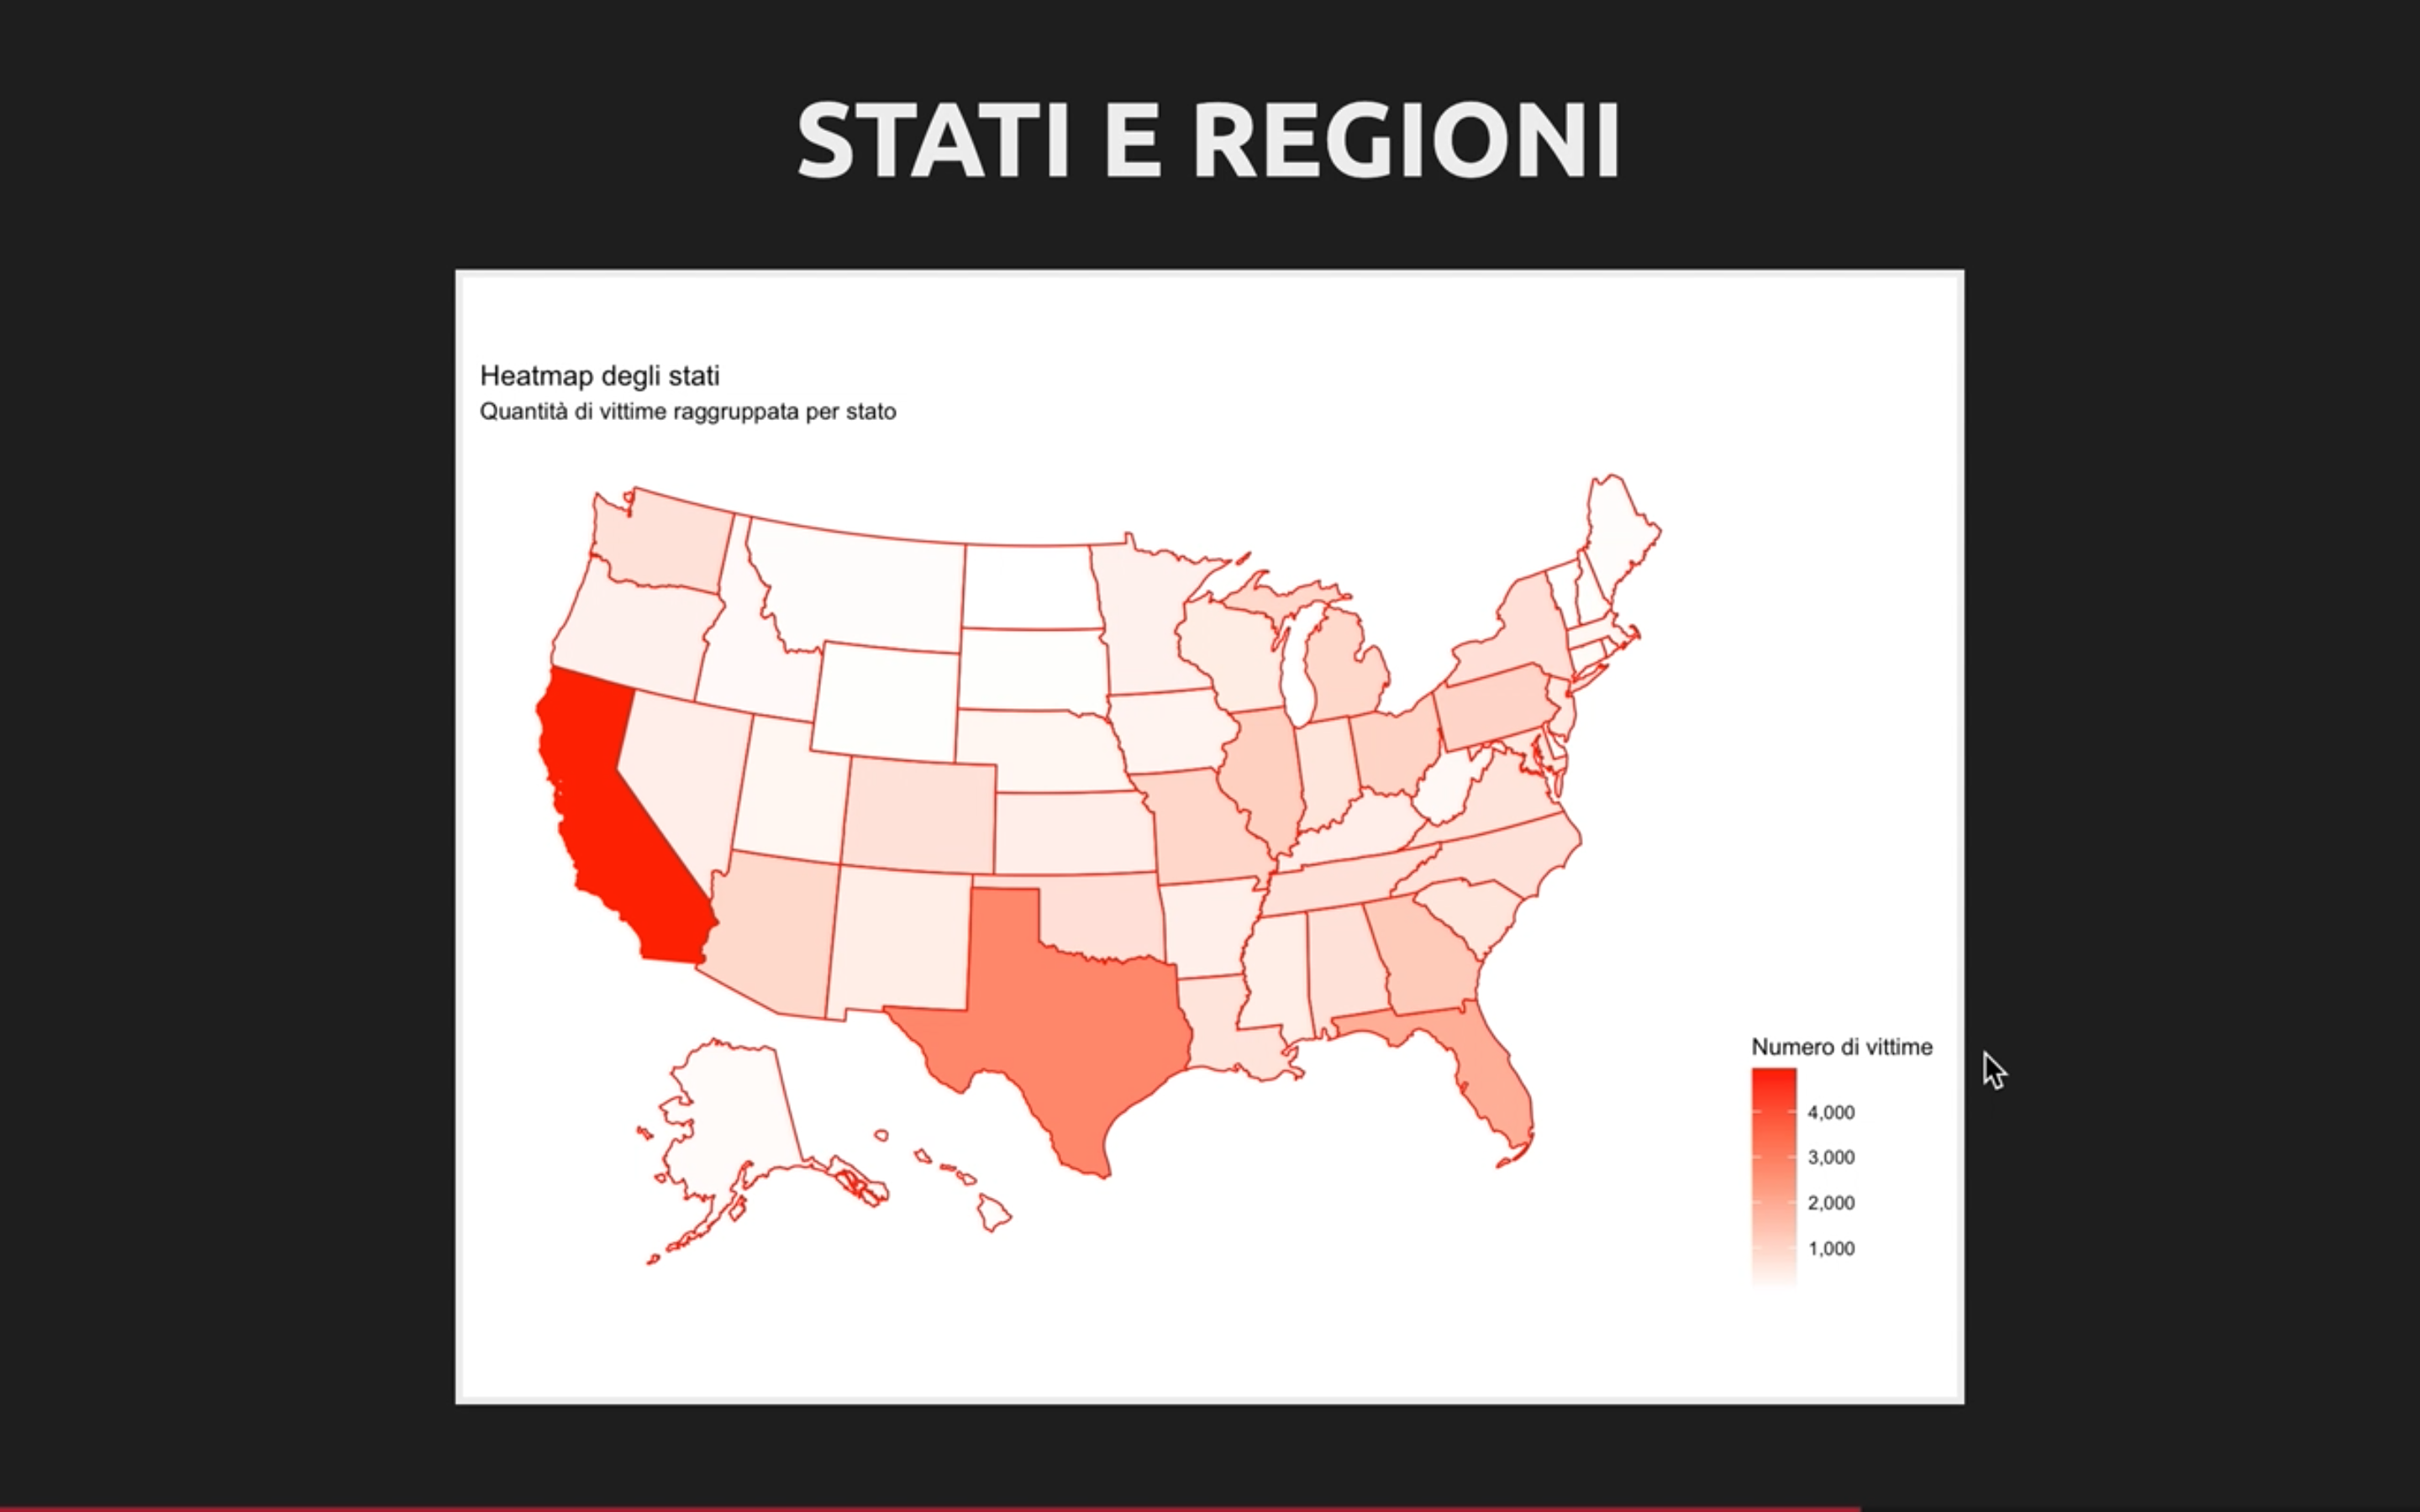 STATI E REGIONI
Heatmap degli stati
Quantità di vittime raggruppata per stato
Numero di vittime
4,000
3,000
2,000
1,000